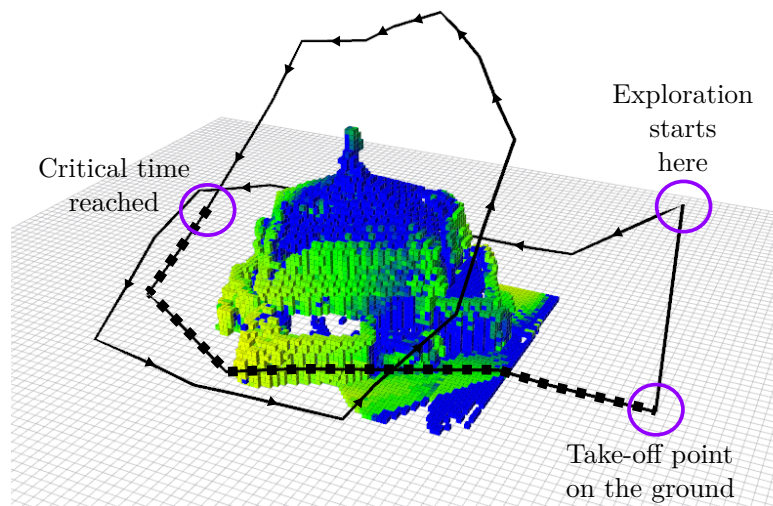 Exploration
starts
here
Critical time
reached
Take-off point
on the ground